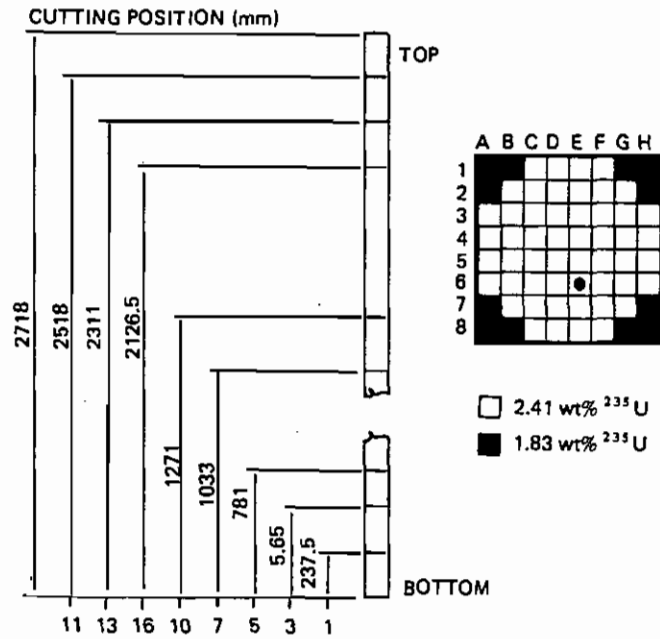 CUTTING POSITION (mm)
TOP
2718
2518
2311
2126.5
1271
1033
781
5.65
237.5
BOTTOM
11 13 16 10 7 5 3 1
A B C D E F G H
1
2
3
4
5
6
7
8
2.41 wt% ²³⁵U
1.83 wt% ²³⁵U